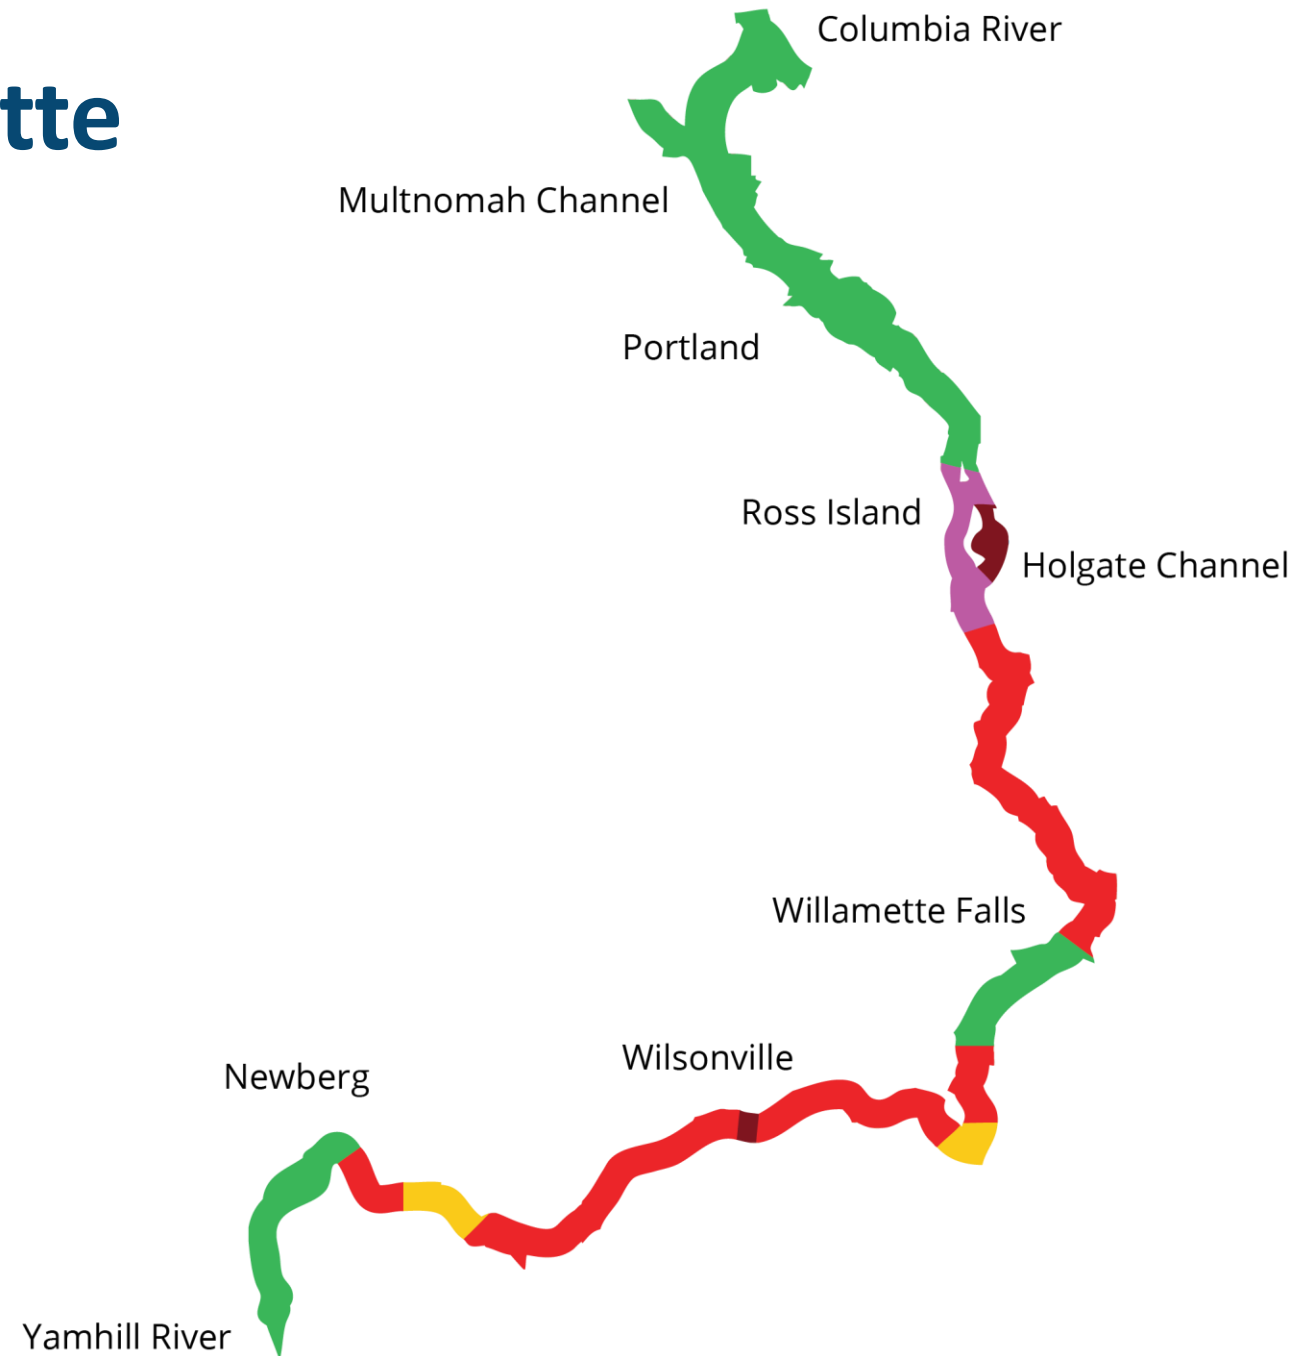 Columbia River
tte
Multnomah Channel
Portland
Ross Island
Holgate Channel
Willamette Falls
Wilsonville
Newberg
Yamhill River